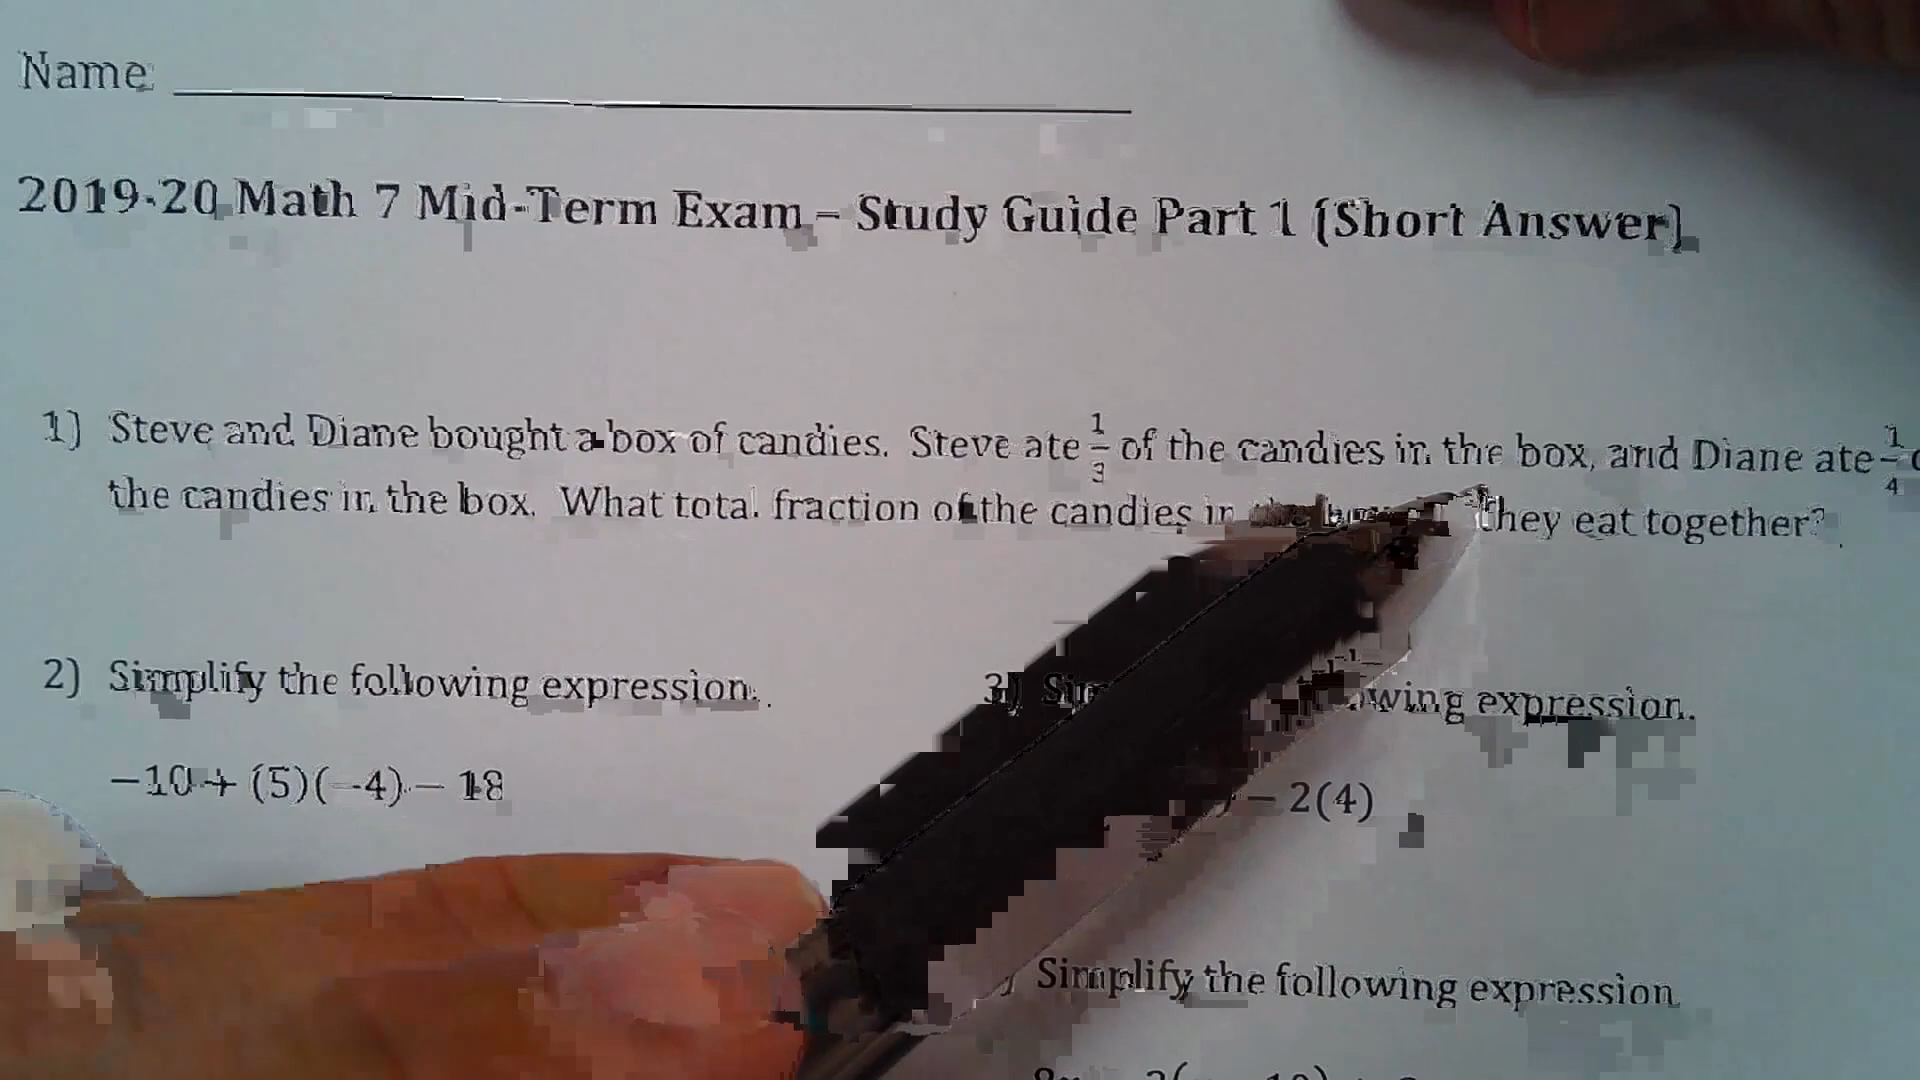 Name:
2019-20 Math 7 Mid-Term Exam – Study Guide Part 1 (Short Answer)
1) Steve and Diane bought a box of candies. Steve ate 1/3 of the candies in the box, and Diane ate 1/4
the candies in the box. What total fraction of the candies in they eat together?
2) Simplify the following expression.
3) expression.
−10 + (5)(−4) − 18
− 2(4)
Simplify the following expression